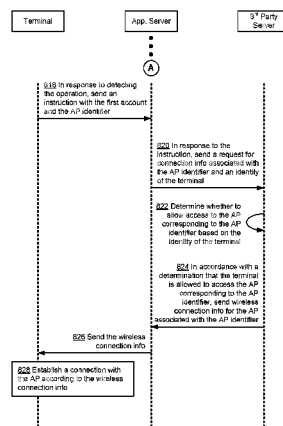 Terminal
App. Server
3rd Party
Server
A
818 In response to detecting
the operation, send an
instruction with the first account
and the AP identifier
820 In response to the
instruction, send a request for
connection info associated with
the AP identifier and an identity
of the terminal
822 Determine whether to
allow access to the AP
corresponding to the AP
identifier based on the
identity of the terminal
824 In accordance with a
determination that the terminal
is allowed to access the AP
corresponding to the AP
identifier, send wireless
connection info for the AP
associated with the AP identifier
826 Send the wireless
connection info
828 Establish a connection with
the AP according to the wireless
connection info